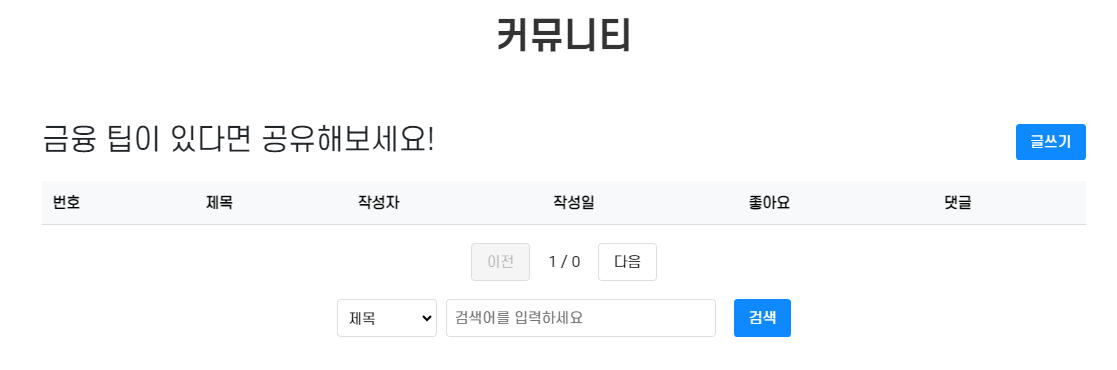 커뮤니티
금융 팁이 있다면 공유해보세요! 글쓰기
번호 제목 작성자 작성일 좋아요 댓글
이전 1 / 0 다음
제목 검색어를 입력하세요 검색